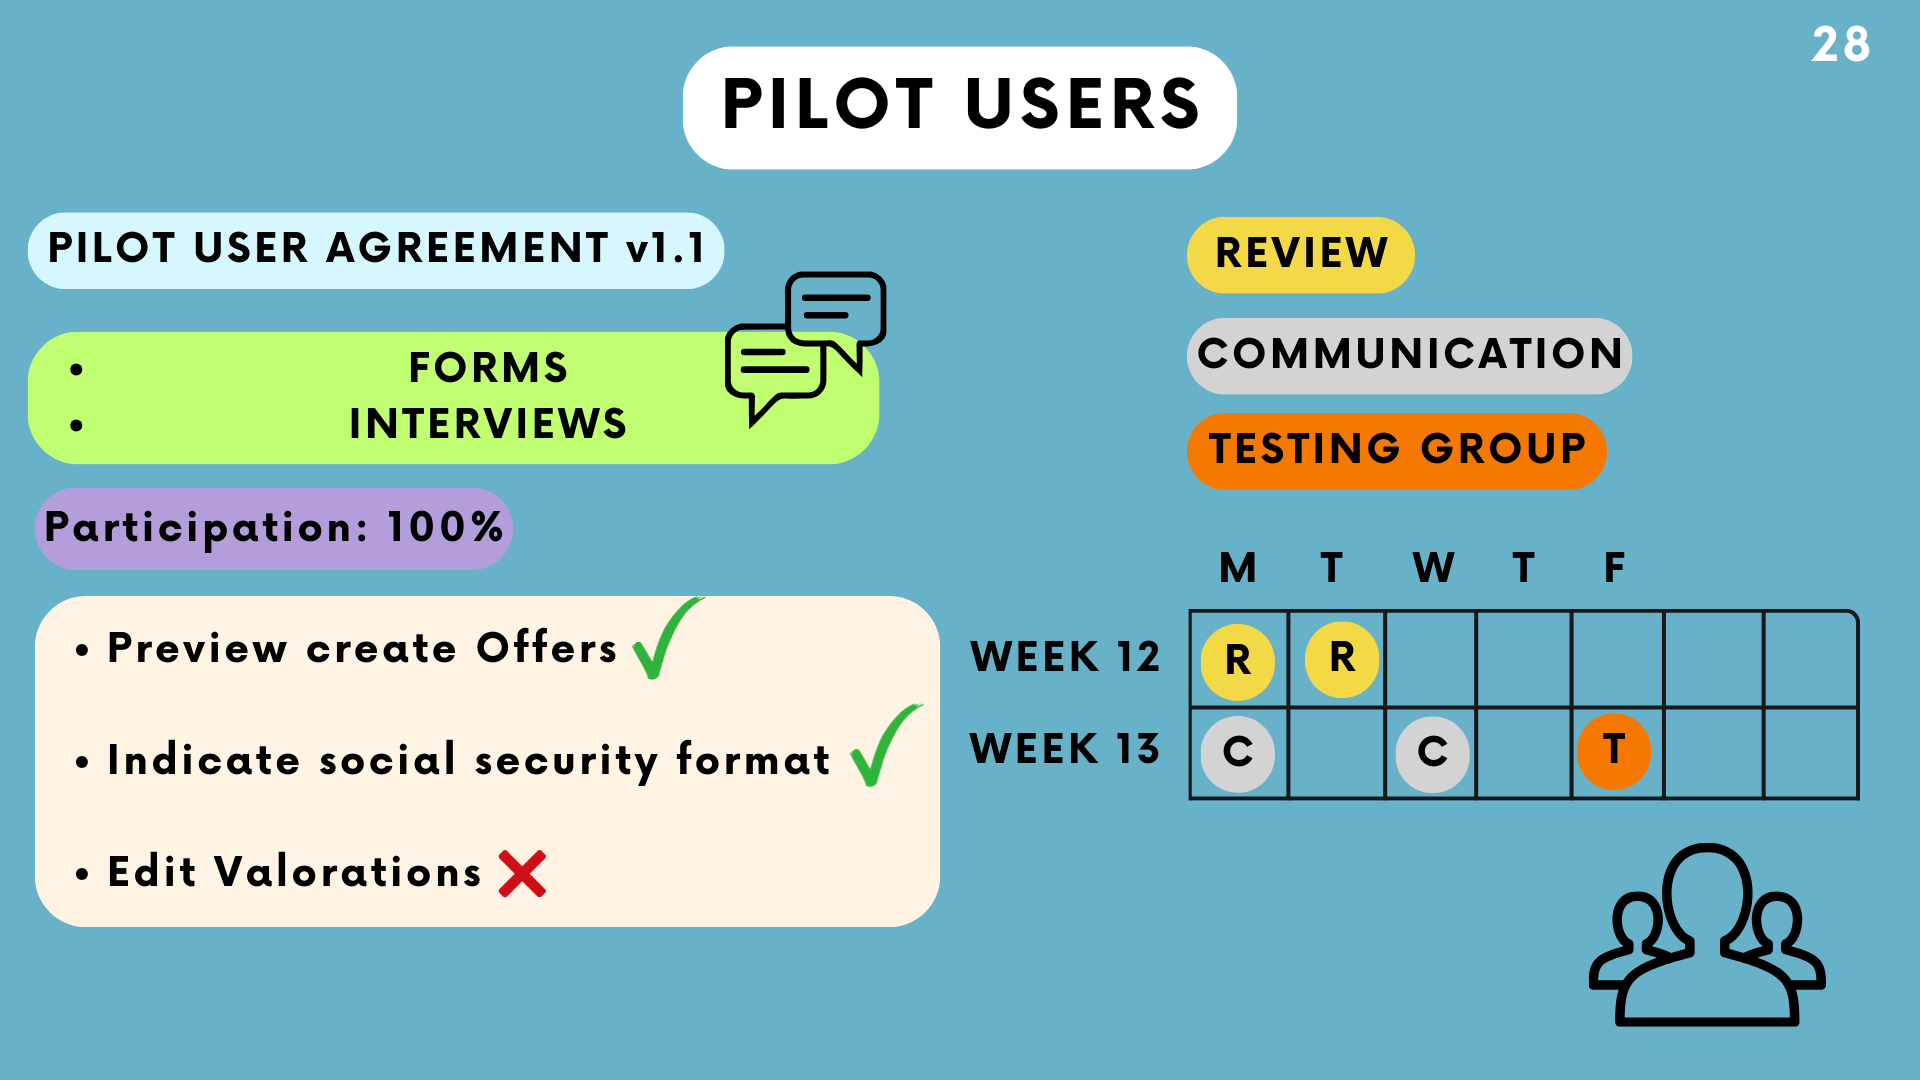 28
PILOT USERS
PILOT USER AGREEMENT v1.1
• FORMS
• INTERVIEWS
Participation: 100%
• Preview create Offers
• Indicate social security format
• Edit Valorations
REVIEW
COMMUNICATION
TESTING GROUP
M T W T F
WEEK 12 R R
WEEK 13 C C T